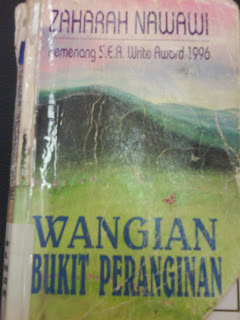 ZAHARAH NAWAWI
Pemenang S.E.A. Write Award 1996
WANGIAN
BUKIT PERANGINAN